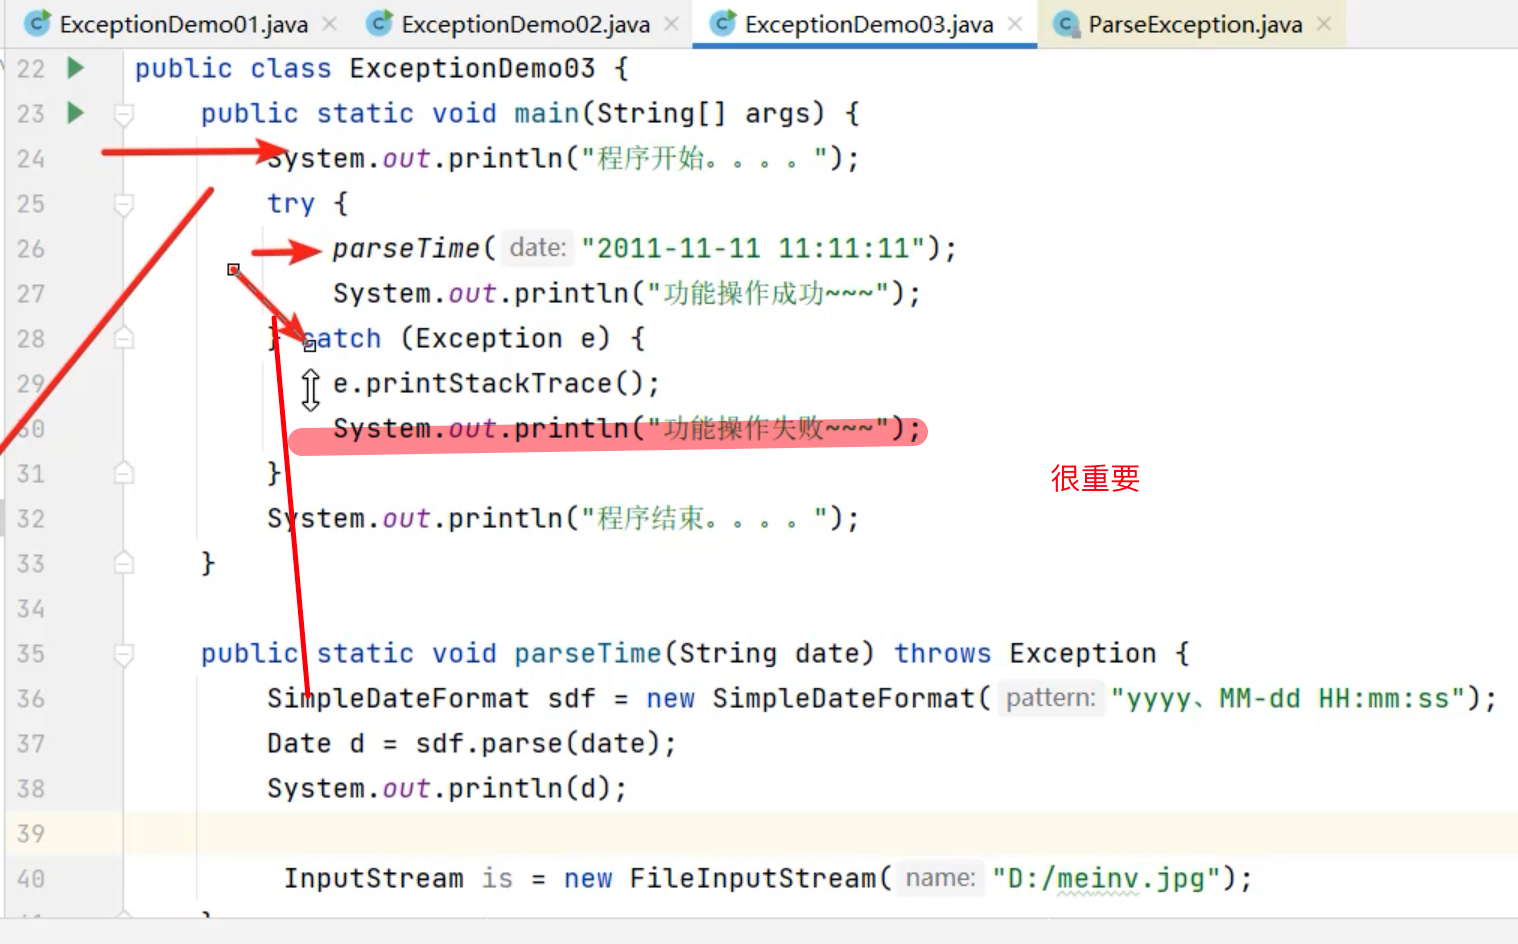 ExceptionDemo01.java × ExceptionDemo02.java × ExceptionDemo03.java × ParseException.java ×
22 public class ExceptionDemo03 {
23 public static void main(String[] args) {
24 System.out.println("程序开始。。。。");
25 try {
26 parseTime( date: "2011-11-11 11:11:11");
27 System.out.println("功能操作成功~~~");
28 } catch (Exception e) {
29 e.printStackTrace();
30 System.out.println("功能操作失败~~~");
31 }
很重要
32 System.out.println("程序结束。。。。");
33 }
34
35 public static void parseTime(String date) throws Exception {
36 SimpleDateFormat sdf = new SimpleDateFormat( pattern: "yyyy、MM-dd HH:mm:ss");
37 Date d = sdf.parse(date);
38 System.out.println(d);
39
40 InputStream is = new FileInputStream( name: "D:/meinv.jpg");